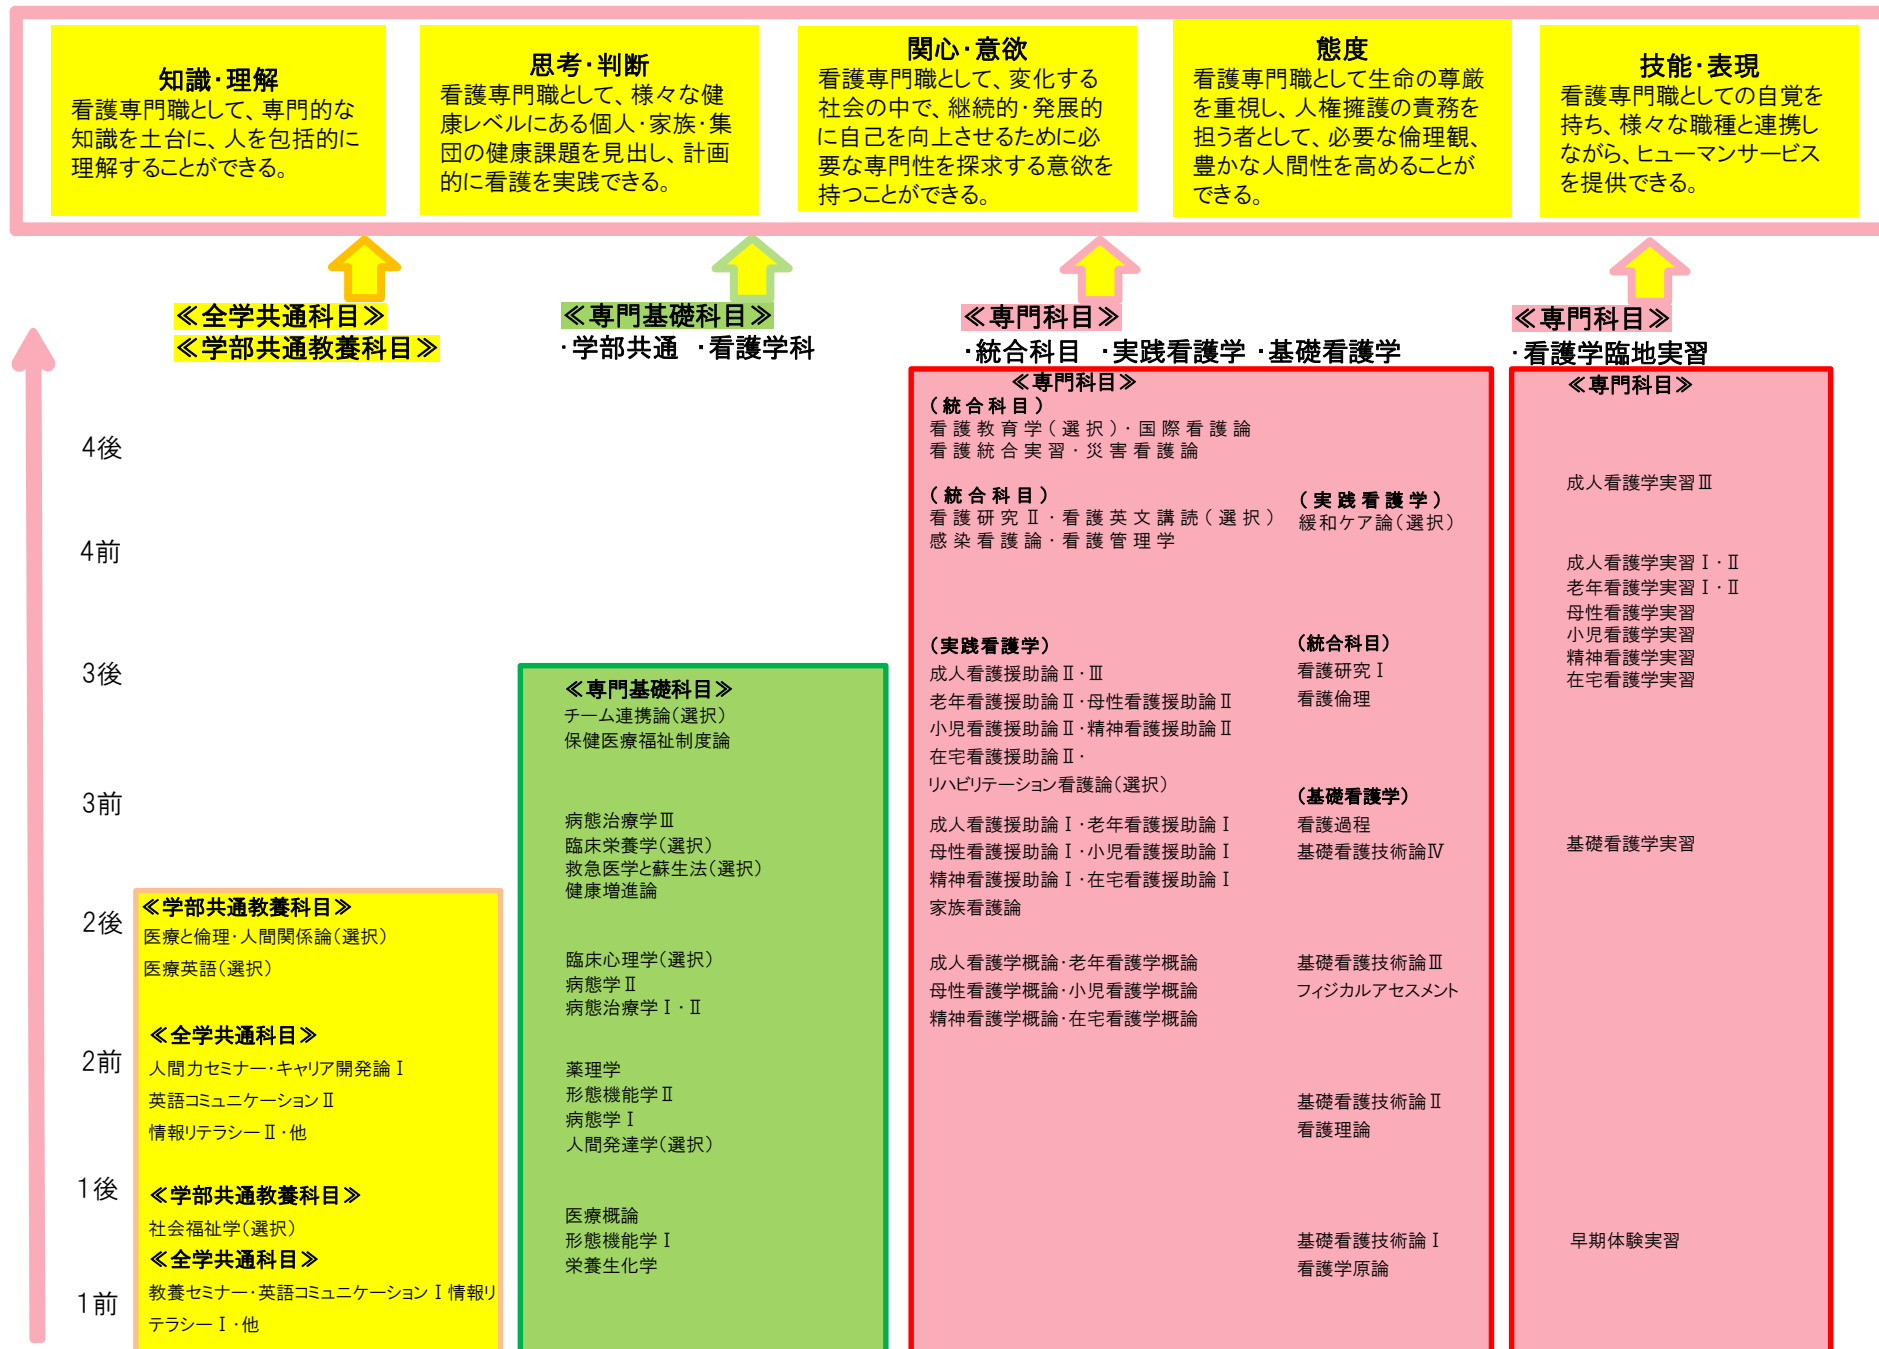 知識・理解
看護専門職として、専門的な
知識を土台に、人を包括的に
理解することができる。
思考・判断
看護専門職として、様々な健
康レベルにある個人・家族・集
団の健康課題を見出し、計画
的に看護を実践できる。
関心・意欲
看護専門職として、変化する
社会の中で、継続的・発展的
に自己を向上させるために必
要な専門性を探求する意欲を
持つことができる。
態度
看護専門職として生命の尊厳
を重視し、人権擁護の責務を
担う者として、必要な倫理観、
豊かな人間性を高めることが
できる。
技能・表現
看護専門職としての自覚を
持ち、様々な職種と連携し
ながら、ヒューマンサービス
を提供できる。
≪全学共通科目≫
≪学部共通教養科目≫
≪専門基礎科目≫
・学部共通 ・看護学科
≪専門科目≫
・統合科目 ・実践看護学 ・基礎看護学
≪専門科目≫
・看護学臨地実習
4後
4前
3後
3前
2後
2前
1後
1前
≪学部共通教養科目≫
医療と倫理・人間関係論(選択)
医療英語(選択)
≪全学共通科目≫
人間力セミナー・キャリア開発論Ⅰ
英語コミュニケーションⅡ
情報リテラシーⅡ・他
≪学部共通教養科目≫
社会福祉学(選択)
≪全学共通科目≫
教養セミナー・英語コミュニケーションⅠ情報リ
テラシーⅠ・他
≪専門基礎科目≫
チーム連携論(選択)
保健医療福祉制度論
病態治療学Ⅲ
臨床栄養学(選択)
救急医学と蘇生法(選択)
健康増進論
臨床心理学(選択)
病態学Ⅱ
病態治療学Ⅰ・Ⅱ
薬理学
形態機能学Ⅱ
病態学Ⅰ
人間発達学(選択)
医療概論
形態機能学Ⅰ
栄養生化学
≪専門科目≫
(統合科目)
看護教育学(選択)・国際看護論
看護統合実習・災害看護論
(統合科目)
看護研究Ⅱ・看護英文講読(選択)
感染看護論・看護管理学
(実践看護学)
緩和ケア論(選択)
(実践看護学)
成人看護援助論Ⅱ・Ⅲ
老年看護援助論Ⅱ・母性看護援助論Ⅱ
小児看護援助論Ⅱ・精神看護援助論Ⅱ
在宅看護援助論Ⅱ・
リハビリテーション看護論(選択)
成人看護援助論Ⅰ・老年看護援助論Ⅰ
母性看護援助論Ⅰ・小児看護援助論Ⅰ
精神看護援助論Ⅰ・在宅看護援助論Ⅰ
家族看護論
成人看護学概論・老年看護学概論
母性看護学概論・小児看護学概論
精神看護学概論・在宅看護学概論
(統合科目)
看護研究Ⅰ
看護倫理
(基礎看護学)
看護過程
基礎看護技術論Ⅳ
基礎看護技術論Ⅲ
フィジカルアセスメント
基礎看護技術論Ⅱ
看護理論
基礎看護技術論Ⅰ
看護学原論
≪専門科目≫
成人看護学実習Ⅲ
成人看護学実習Ⅰ・Ⅱ
老年看護学実習Ⅰ・Ⅱ
母性看護学実習
小児看護学実習
精神看護学実習
在宅看護学実習
基礎看護学実習
早期体験実習